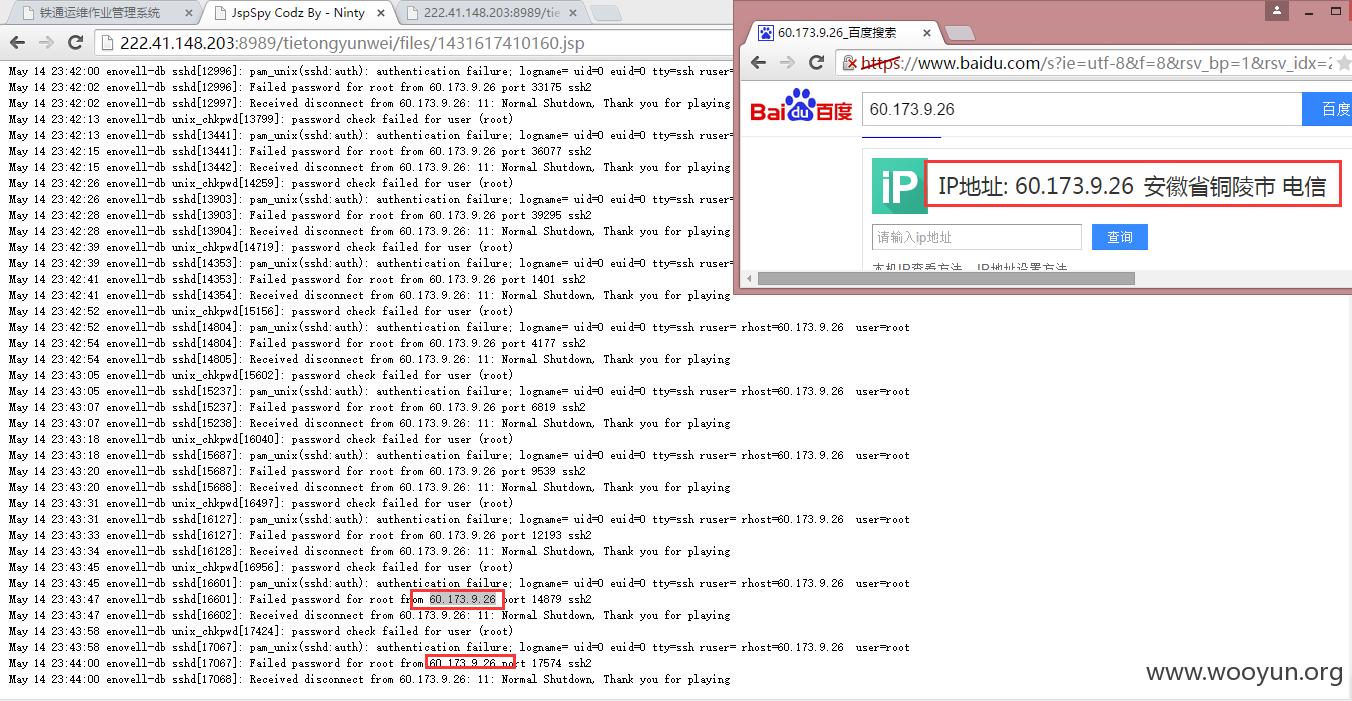 铁通运维作业管理系统
JspSpy Codz By - Ninty
222.41.148.203:8989/tie
222.41.148.203:8989/tietongyunwei/files/1431617410160.jsp
May 14 23:42:00 enovell-db sshd[12996]: pam_unix(sshd:auth): authentication failure; logname= uid=0 euid=0 tty=ssh ruser=
May 14 23:42:02 enovell-db sshd[12996]: Failed password for root from 60.173.9.26 port 33175 ssh2
May 14 23:42:02 enovell-db sshd[12997]: Received disconnect from 60.173.9.26: 11: Normal Shutdown, Thank you for playing
May 14 23:42:13 enovell-db unix_chkpwd[13799]: password check failed for user (root)
May 14 23:42:13 enovell-db sshd[13441]: pam_unix(sshd:auth): authentication failure; logname= uid=0 euid=0 tty=ssh ruser=
May 14 23:42:15 enovell-db sshd[13441]: Failed password for root from 60.173.9.26 port 36077 ssh2
May 14 23:42:15 enovell-db sshd[13442]: Received disconnect from 60.173.9.26: 11: Normal Shutdown, Thank you for playing
May 14 23:42:26 enovell-db unix_chkpwd[14259]: password check failed for user (root)
May 14 23:42:26 enovell-db sshd[13903]: pam_unix(sshd:auth): authentication failure; logname= uid=0 euid=0 tty=ssh ruser=
May 14 23:42:28 enovell-db sshd[13903]: Failed password for root from 60.173.9.26 port 39295 ssh2
May 14 23:42:28 enovell-db sshd[13904]: Received disconnect from 60.173.9.26: 11: Normal Shutdown, Thank you for playing
May 14 23:42:39 enovell-db unix_chkpwd[14719]: password check failed for user (root)
May 14 23:42:39 enovell-db sshd[14353]: pam_unix(sshd:auth): authentication failure; logname= uid=0 euid=0 tty=ssh ruser=
May 14 23:42:41 enovell-db sshd[14353]: Failed password for root from 60.173.9.26 port 1401 ssh2
May 14 23:42:41 enovell-db sshd[14354]: Received disconnect from 60.173.9.26: 11: Normal Shutdown, Thank you for playing
May 14 23:42:52 enovell-db unix_chkpwd[15156]: password check failed for user (root)
May 14 23:42:52 enovell-db sshd[14804]: pam_unix(sshd:auth): authentication failure; logname= uid=0 euid=0 tty=ssh ruser= rhost=60.173.9.26  user=root
May 14 23:42:54 enovell-db sshd[14804]: Failed password for root from 60.173.9.26 port 4177 ssh2
May 14 23:42:54 enovell-db sshd[14805]: Received disconnect from 60.173.9.26: 11: Normal Shutdown, Thank you for playing
May 14 23:43:05 enovell-db unix_chkpwd[15602]: password check failed for user (root)
May 14 23:43:05 enovell-db sshd[15237]: pam_unix(sshd:auth): authentication failure; logname= uid=0 euid=0 tty=ssh ruser= rhost=60.173.9.26  user=root
May 14 23:43:07 enovell-db sshd[15237]: Failed password for root from 60.173.9.26 port 6819 ssh2
May 14 23:43:07 enovell-db sshd[15238]: Received disconnect from 60.173.9.26: 11: Normal Shutdown, Thank you for playing
May 14 23:43:18 enovell-db unix_chkpwd[16040]: password check failed for user (root)
May 14 23:43:18 enovell-db sshd[15687]: pam_unix(sshd:auth): authentication failure; logname= uid=0 euid=0 tty=ssh ruser= rhost=60.173.9.26  user=root
May 14 23:43:20 enovell-db sshd[15687]: Failed password for root from 60.173.9.26 port 9539 ssh2
May 14 23:43:20 enovell-db sshd[15688]: Received disconnect from 60.173.9.26: 11: Normal Shutdown, Thank you for playing
May 14 23:43:31 enovell-db unix_chkpwd[16497]: password check failed for user (root)
May 14 23:43:31 enovell-db sshd[16127]: pam_unix(sshd:auth): authentication failure; logname= uid=0 euid=0 tty=ssh ruser= rhost=60.173.9.26  user=root
May 14 23:43:33 enovell-db sshd[16127]: Failed password for root from 60.173.9.26 port 12193 ssh2
May 14 23:43:34 enovell-db sshd[16128]: Received disconnect from 60.173.9.26: 11: Normal Shutdown, Thank you for playing
May 14 23:43:45 enovell-db unix_chkpwd[16956]: password check failed for user (root)
May 14 23:43:45 enovell-db sshd[16601]: pam_unix(sshd:auth): authentication failure; logname= uid=0 euid=0 tty=ssh ruser= rhost=60.173.9.26  user=root
May 14 23:43:47 enovell-db sshd[16601]: Failed password for root from 60.173.9.26 port 14879 ssh2
May 14 23:43:47 enovell-db sshd[16602]: Received disconnect from 60.173.9.26: 11: Normal Shutdown, Thank you for playing
May 14 23:43:58 enovell-db unix_chkpwd[17424]: password check failed for user (root)
May 14 23:43:58 enovell-db sshd[17067]: pam_unix(sshd:auth): authentication failure; logname= uid=0 euid=0 tty=ssh ruser= rhost=60.173.9.26  user=root
May 14 23:44:00 enovell-db sshd[17067]: Failed password for root from 60.173.9.26 port 17574 ssh2
May 14 23:44:00 enovell-db sshd[17068]: Received disconnect from 60.173.9.26: 11: Normal Shutdown, Thank you for playing
60.173.9.26_百度搜索
https://www.baidu.com/s?ie=utf-8&f=8&rsv_bp=1&rsv_idx=2
Bai du 百度
60.173.9.26
百度
iP
IP地址: 60.173.9.26 安徽省铜陵市 电信
请输入ip地址
查询
本机IP查看方法 IP地址设置方法
www.wooyun.org